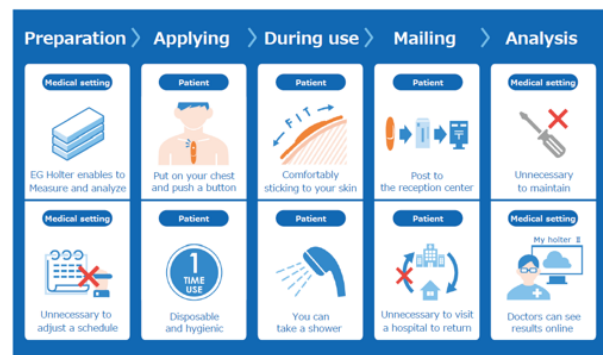 Preparation
Applying
During use
Mailing
Analysis
Medical setting
EG Holter enables to
Measure and analyze
Patient
Put on your chest
and push a button
Patient
FIT
Comfortably
sticking to your skin
Patient
Post to
the reception center
Medical setting
Unnecessary
to maintain
Medical setting
Unnecessary to
adjust a schedule
Patient
1
TIME
USE
Disposable
and hygienic
Patient
You can
take a shower
Patient
Unnecessary to visit
a hospital to return
Medical setting
My holter II
Doctors can see
results online